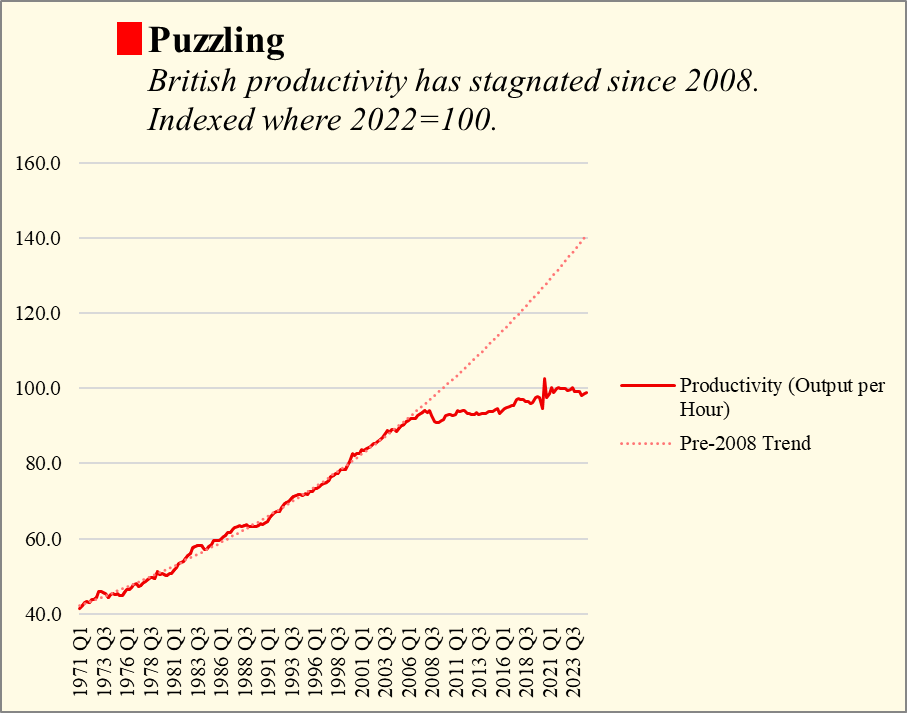 Puzzling
British productivity has stagnated since 2008.
Indexed where 2022=100.
160.0
140.0
120.0
100.0
80.0
60.0
40.0
1971 Q1
1973 Q3
1976 Q1
1978 Q3
1981 Q1
1983 Q3
1986 Q1
1988 Q3
1991 Q1
1993 Q3
1996 Q1
1998 Q3
2001 Q1
2003 Q3
2006 Q1
2008 Q3
2011 Q1
2013 Q3
2016 Q1
2018 Q3
2021 Q1
2023 Q3
Productivity (Output per
Hour)
Pre-2008 Trend